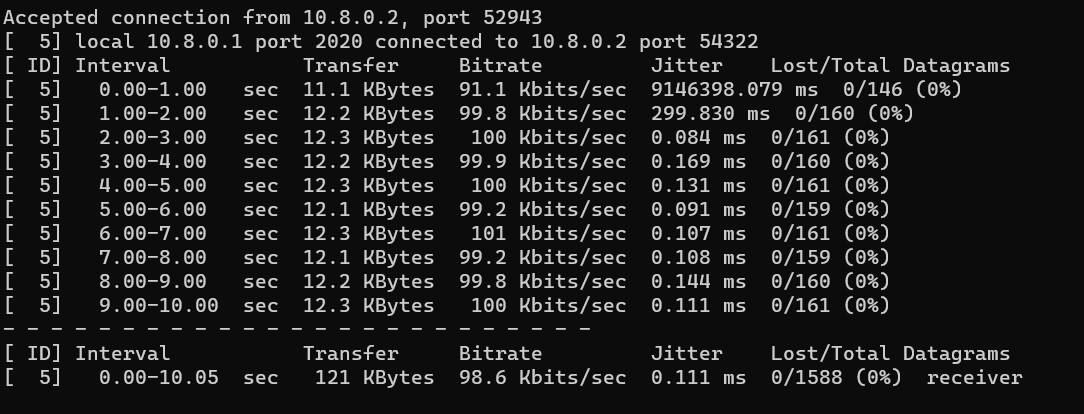 Accepted connection from 10.8.0.2, port 52943
[  5] local 10.8.0.1 port 2020 connected to 10.8.0.2 port 54322
[ ID] Interval           Transfer     Bitrate         Jitter    Lost/Total Datagrams
[  5]   0.00-1.00   sec  11.1 KBytes  91.1 Kbits/sec  9146398.079 ms  0/146 (0%)
[  5]   1.00-2.00   sec  12.2 KBytes  99.8 Kbits/sec  299.830 ms  0/160 (0%)
[  5]   2.00-3.00   sec  12.3 KBytes   100 Kbits/sec  0.084 ms  0/161 (0%)
[  5]   3.00-4.00   sec  12.2 KBytes  99.9 Kbits/sec  0.169 ms  0/160 (0%)
[  5]   4.00-5.00   sec  12.3 KBytes   100 Kbits/sec  0.131 ms  0/161 (0%)
[  5]   5.00-6.00   sec  12.1 KBytes  99.2 Kbits/sec  0.091 ms  0/159 (0%)
[  5]   6.00-7.00   sec  12.3 KBytes   101 Kbits/sec  0.107 ms  0/161 (0%)
[  5]   7.00-8.00   sec  12.1 KBytes  99.2 Kbits/sec  0.108 ms  0/159 (0%)
[  5]   8.00-9.00   sec  12.2 KBytes  99.8 Kbits/sec  0.144 ms  0/160 (0%)
[  5]   9.00-10.00  sec  12.3 KBytes   100 Kbits/sec  0.111 ms  0/161 (0%)
- - - - - - - - - - - - - - - - - - - - - - - - -
[ ID] Interval           Transfer     Bitrate         Jitter    Lost/Total Datagrams
[  5]   0.00-10.05  sec   121 KBytes  98.6 Kbits/sec  0.111 ms  0/1588 (0%)  receiver